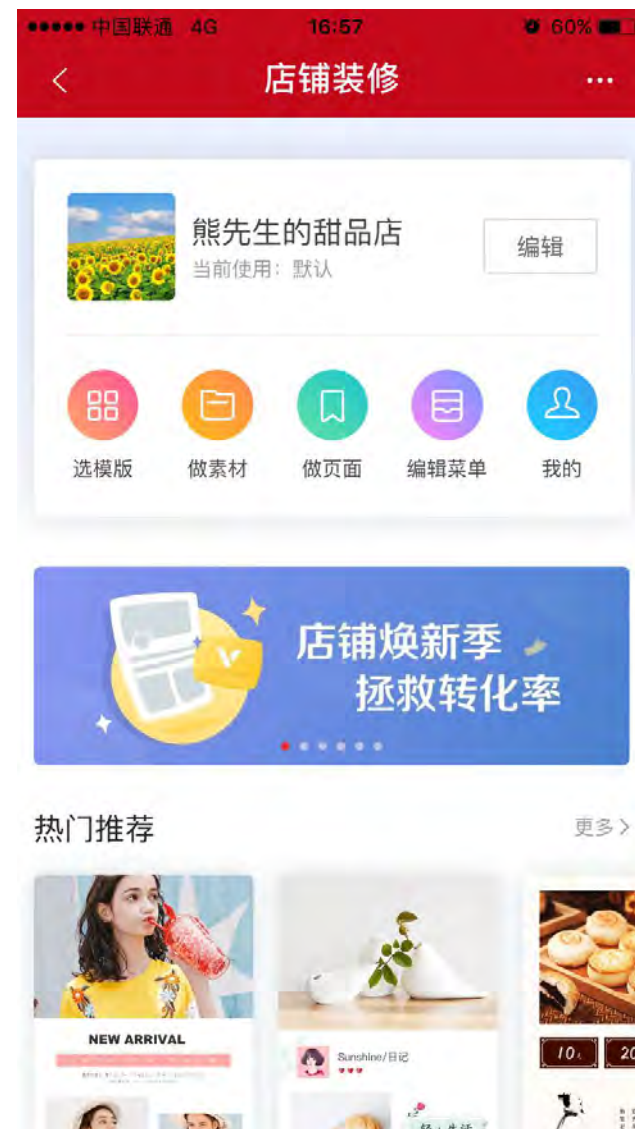 中国联通 4G 16:57 60%
店铺装修
熊先生的甜品店
当前使用：默认
编辑
选模版 做素材 做页面 编辑菜单 我的
店铺焕新季
拯救转化率
热门推荐
更多
NEW ARRIVAL
Sunshine/日记
10
20